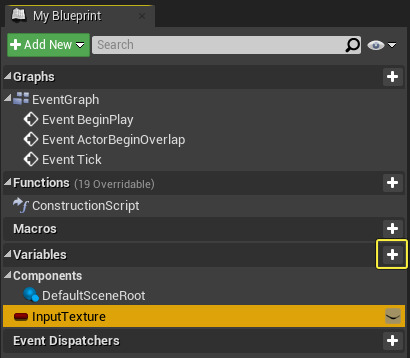 My Blueprint
Add New Search
Graphs
EventGraph
Event BeginPlay
Event ActorBeginOverlap
Event Tick
Functions (19 Overridable)
ConstructionScript
Macros
Variables
Components
DefaultSceneRoot
InputTexture
Event Dispatchers